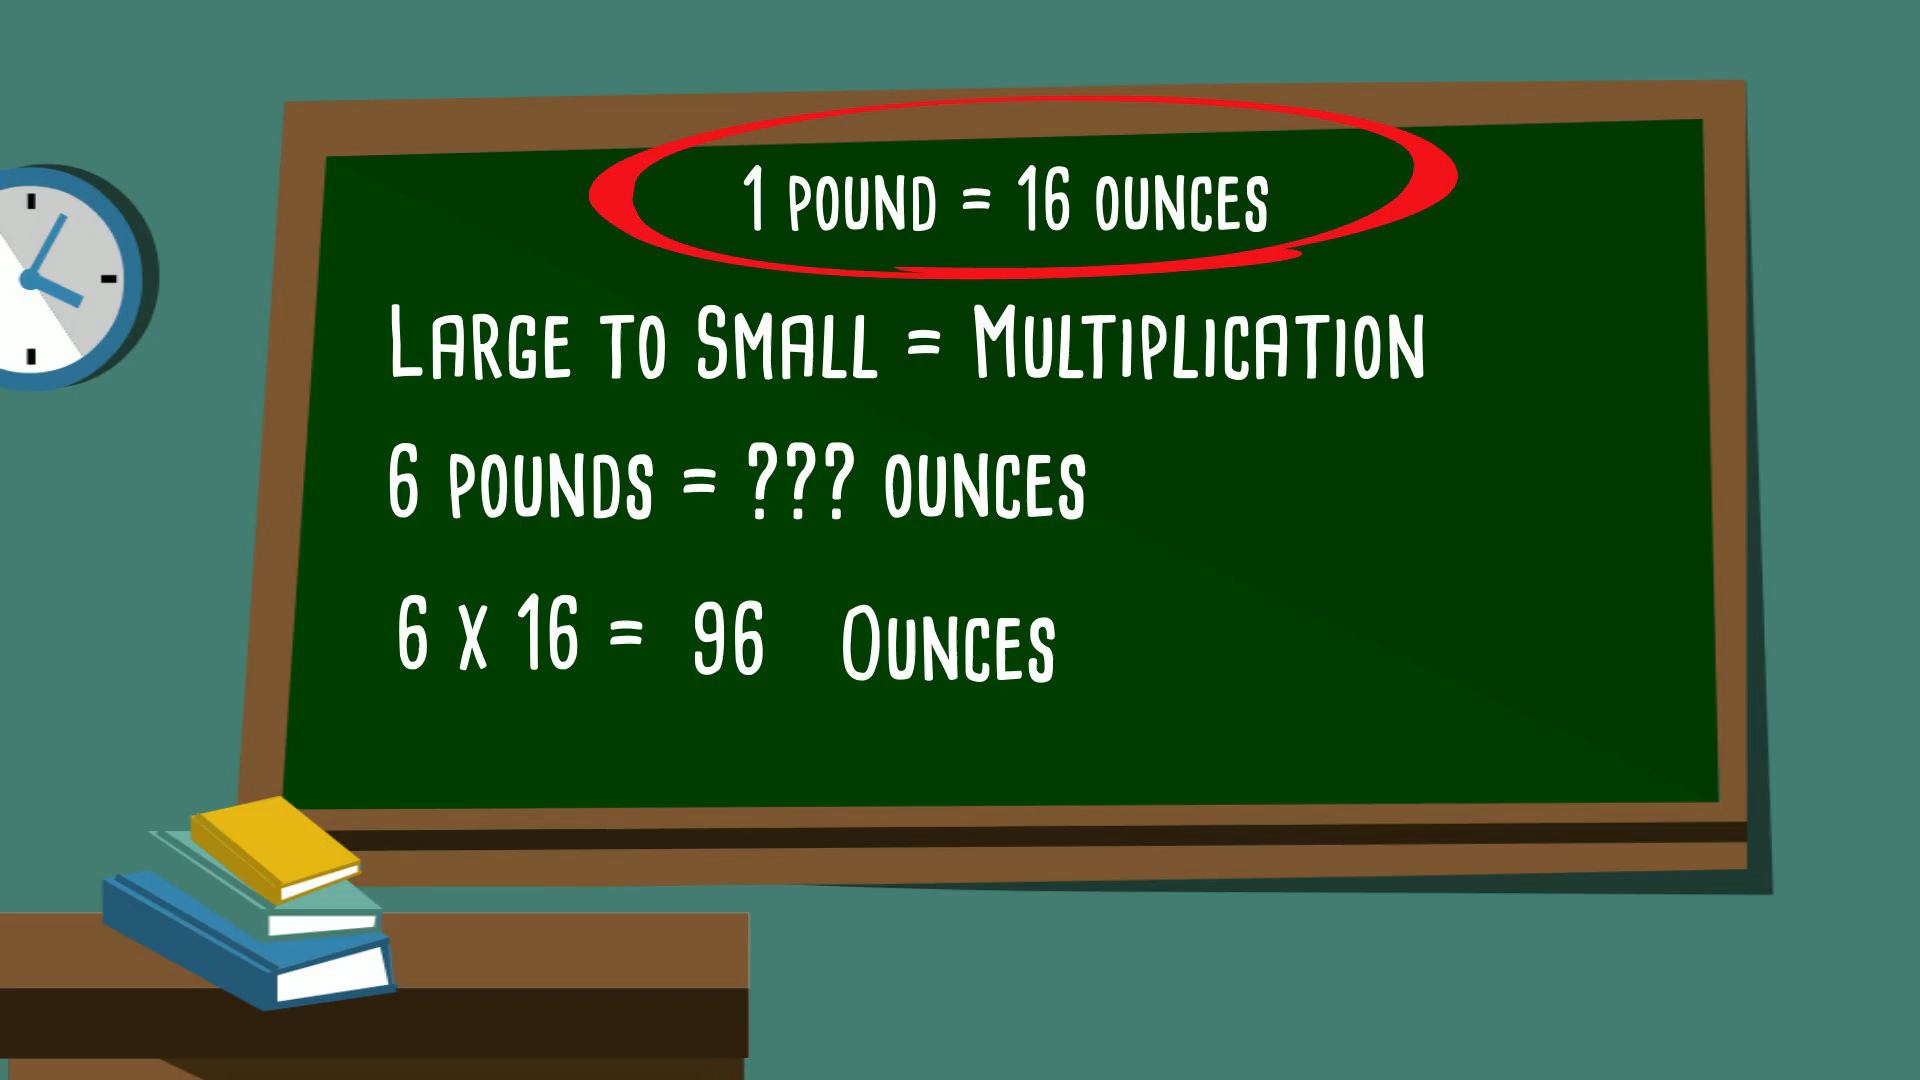 1 pound = 16 ounces
Large to Small = Multiplication
6 pounds = ??? ounces
6 x 16 = 96 Ounces